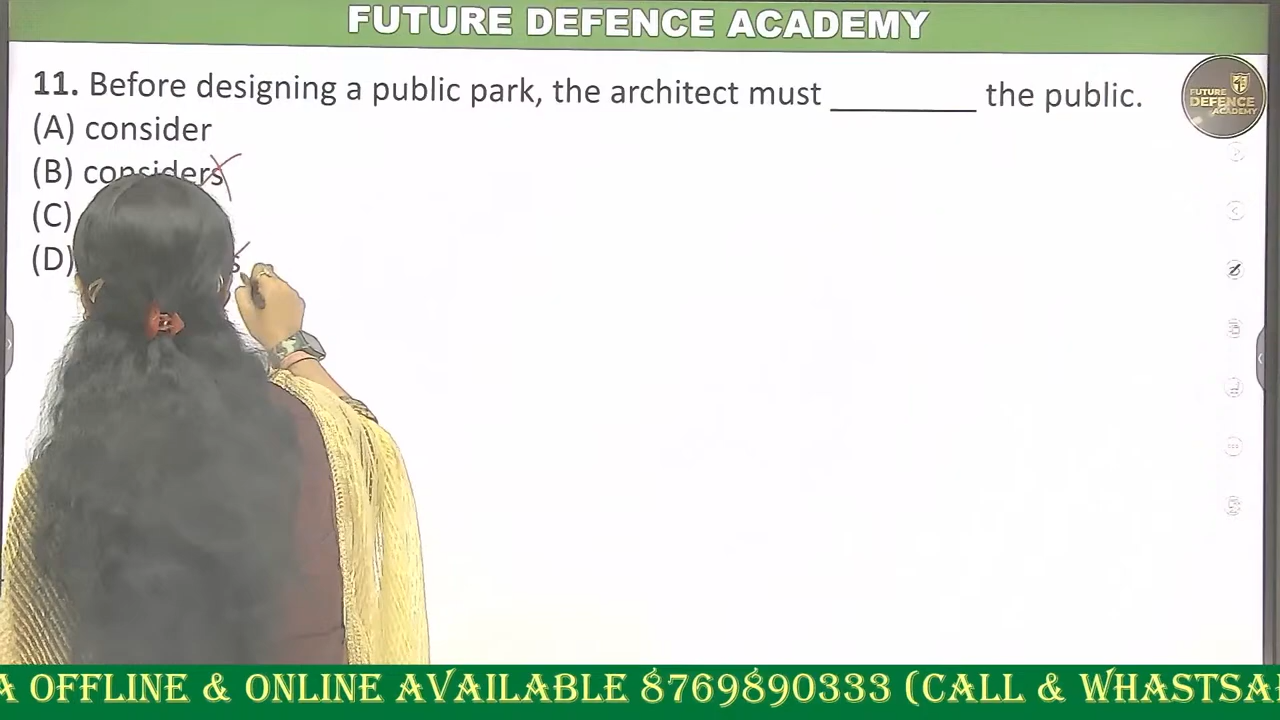 FUTURE DEFENCE ACADEMY
11. Before designing a public park, the architect must _________ the public.
(A) consider
(B) considers
(C)
(D) s
FUTURE
DEFENCE
ACADEMY
A OFFLINE & ONLINE AVAILABLE 8769890333 (CALL & WHASTSA